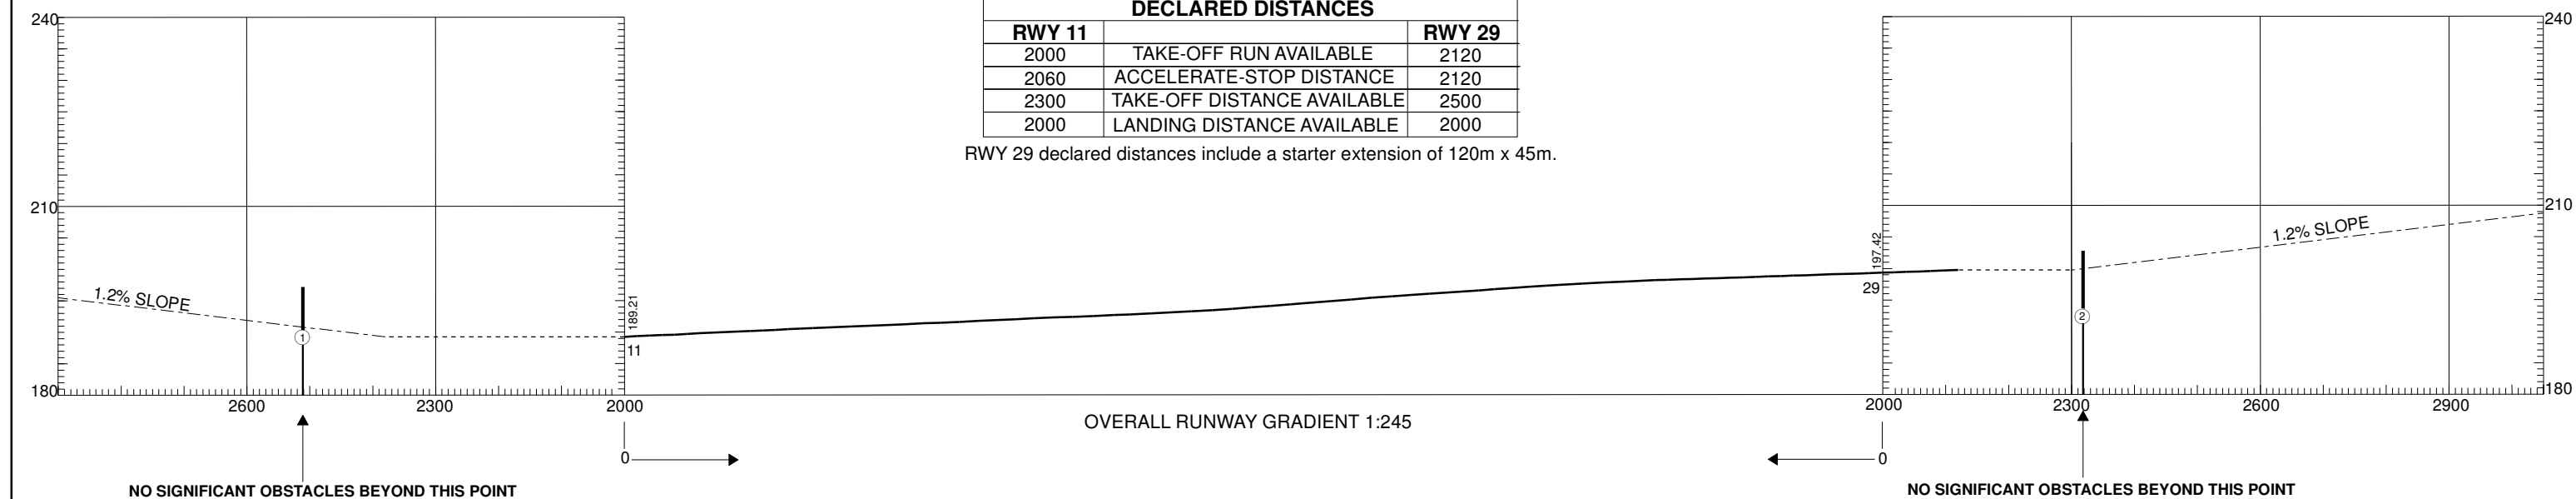 DECLARED DISTANCES
RWY 11 RWY 29
2000 TAKE-OFF RUN AVAILABLE 2120
2060 ACCELERATE-STOP DISTANCE 2120
2300 TAKE-OFF DISTANCE AVAILABLE 2500
2000 LANDING DISTANCE AVAILABLE 2000
RWY 29 declared distances include a starter extension of 120m x 45m.
240
210
180
1.2% SLOPE
1
189.21
11
2600 2300 2000
0
NO SIGNIFICANT OBSTACLES BEYOND THIS POINT
OVERALL RUNWAY GRADIENT 1:245
240
210
180
1.2% SLOPE
197.42
29
2
2000 2300 2600 2900
0
NO SIGNIFICANT OBSTACLES BEYOND THIS POINT